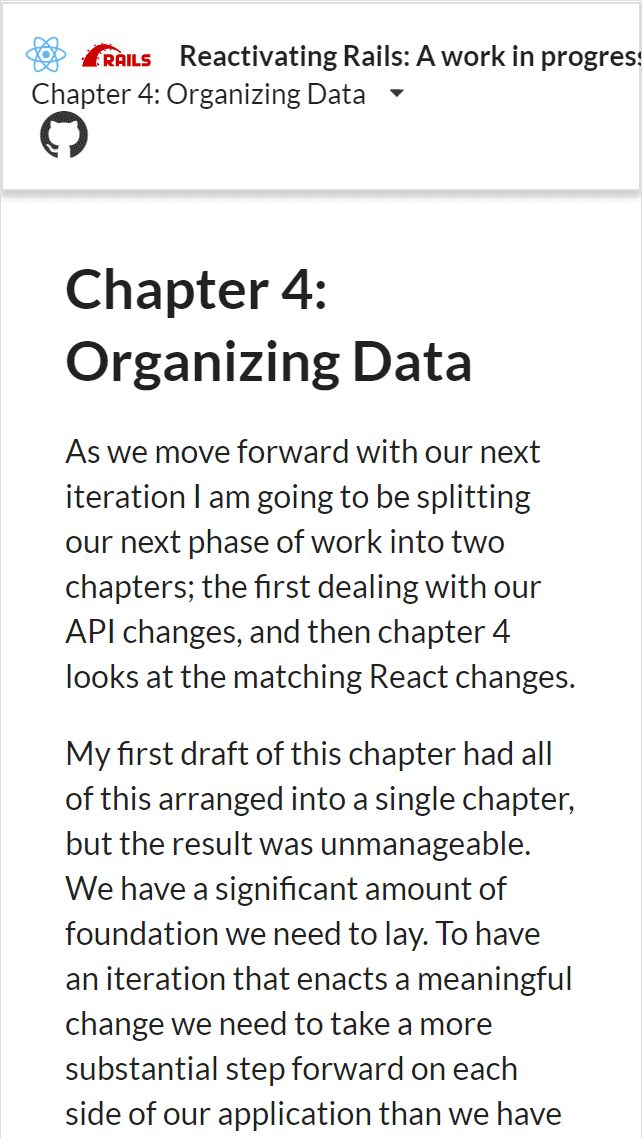 RAILS Reactivating Rails: A work in progress
Chapter 4: Organizing Data
Chapter 4:
Organizing Data
As we move forward with our next
iteration I am going to be splitting
our next phase of work into two
chapters; the first dealing with our
API changes, and then chapter 4
looks at the matching React changes.
My first draft of this chapter had all
of this arranged into a single chapter,
but the result was unmanageable.
We have a significant amount of
foundation we need to lay. To have
an iteration that enacts a meaningful
change we need to take a more
substantial step forward on each
side of our application than we have